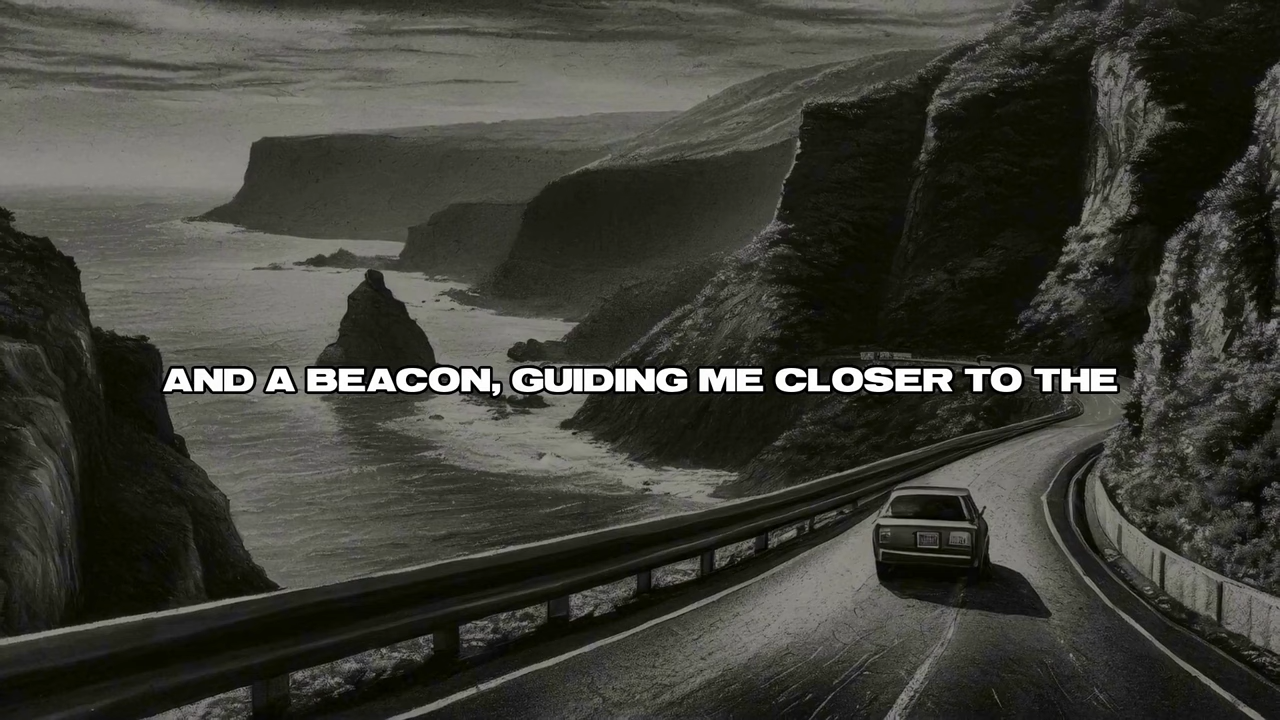 AND A BEACON, GUIDING ME CLOSER TO THE